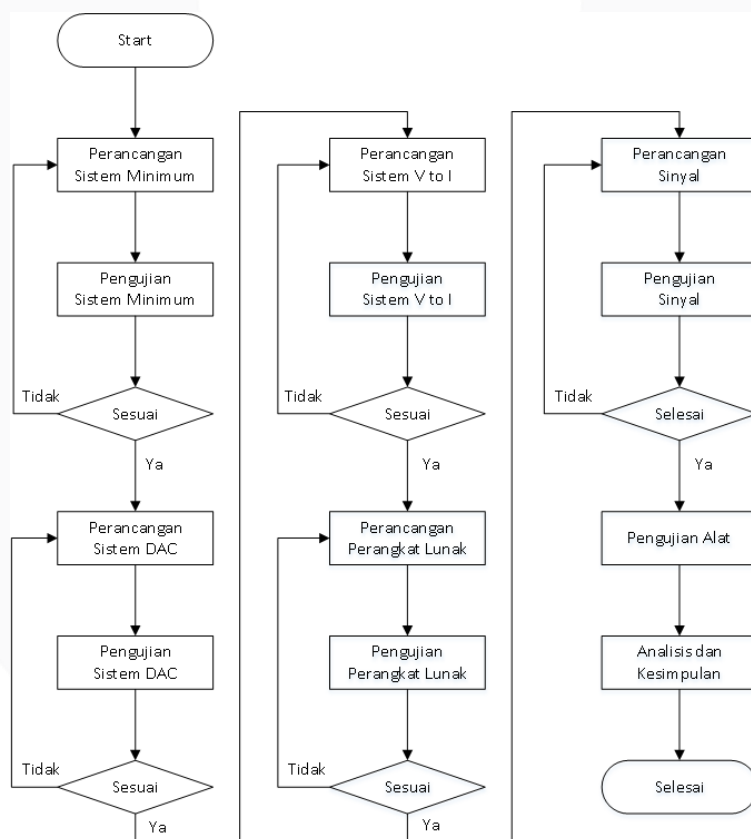 Start
Perancangan
Sistem Minimum
Pengujian
Sistem Minimum
Tidak
Sesuai
Ya
Perancangan
Sistem DAC
Pengujian
Sistem DAC
Tidak
Sesuai
Ya
Perancangan
Sistem V to I
Pengujian
Sistem V to I
Tidak
Sesuai
Ya
Perancangan
Perangkat Lunak
Pengujian
Perangkat Lunak
Tidak
Sesuai
Ya
Perancangan
Sinyal
Pengujian
Sinyal
Tidak
Selesai
Ya
Pengujian Alat
Analisis dan
Kesimpulan
Selesai